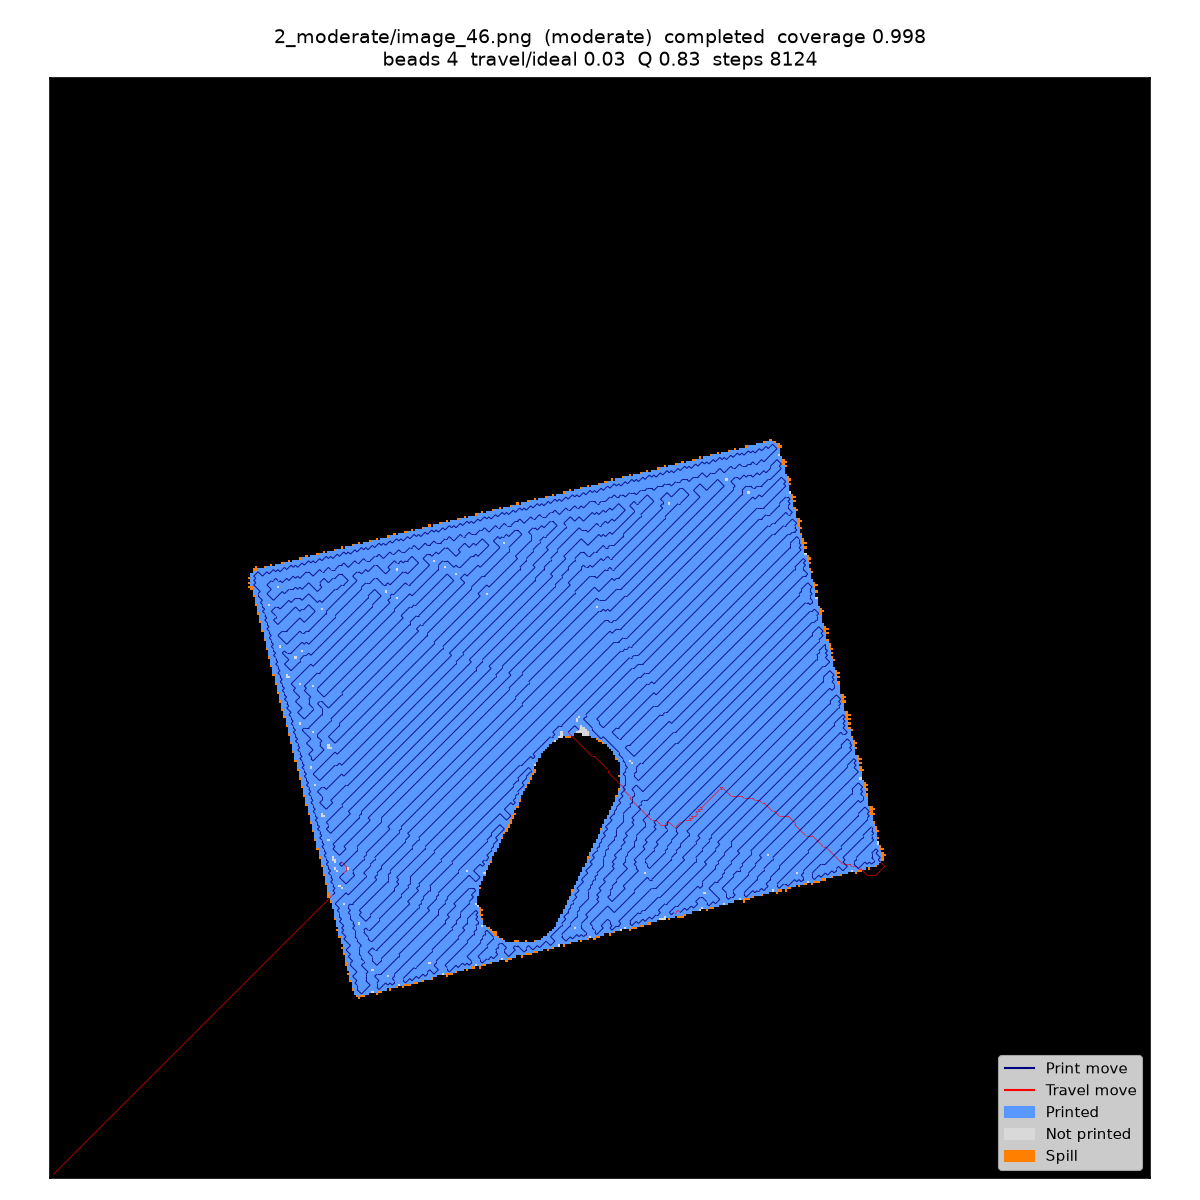 2_moderate/image_46.png  (moderate)  completed  coverage 0.998
beads 4  travel/ideal 0.03  Q 0.83  steps 8124
Print move
Travel move
Printed
Not printed
Spill